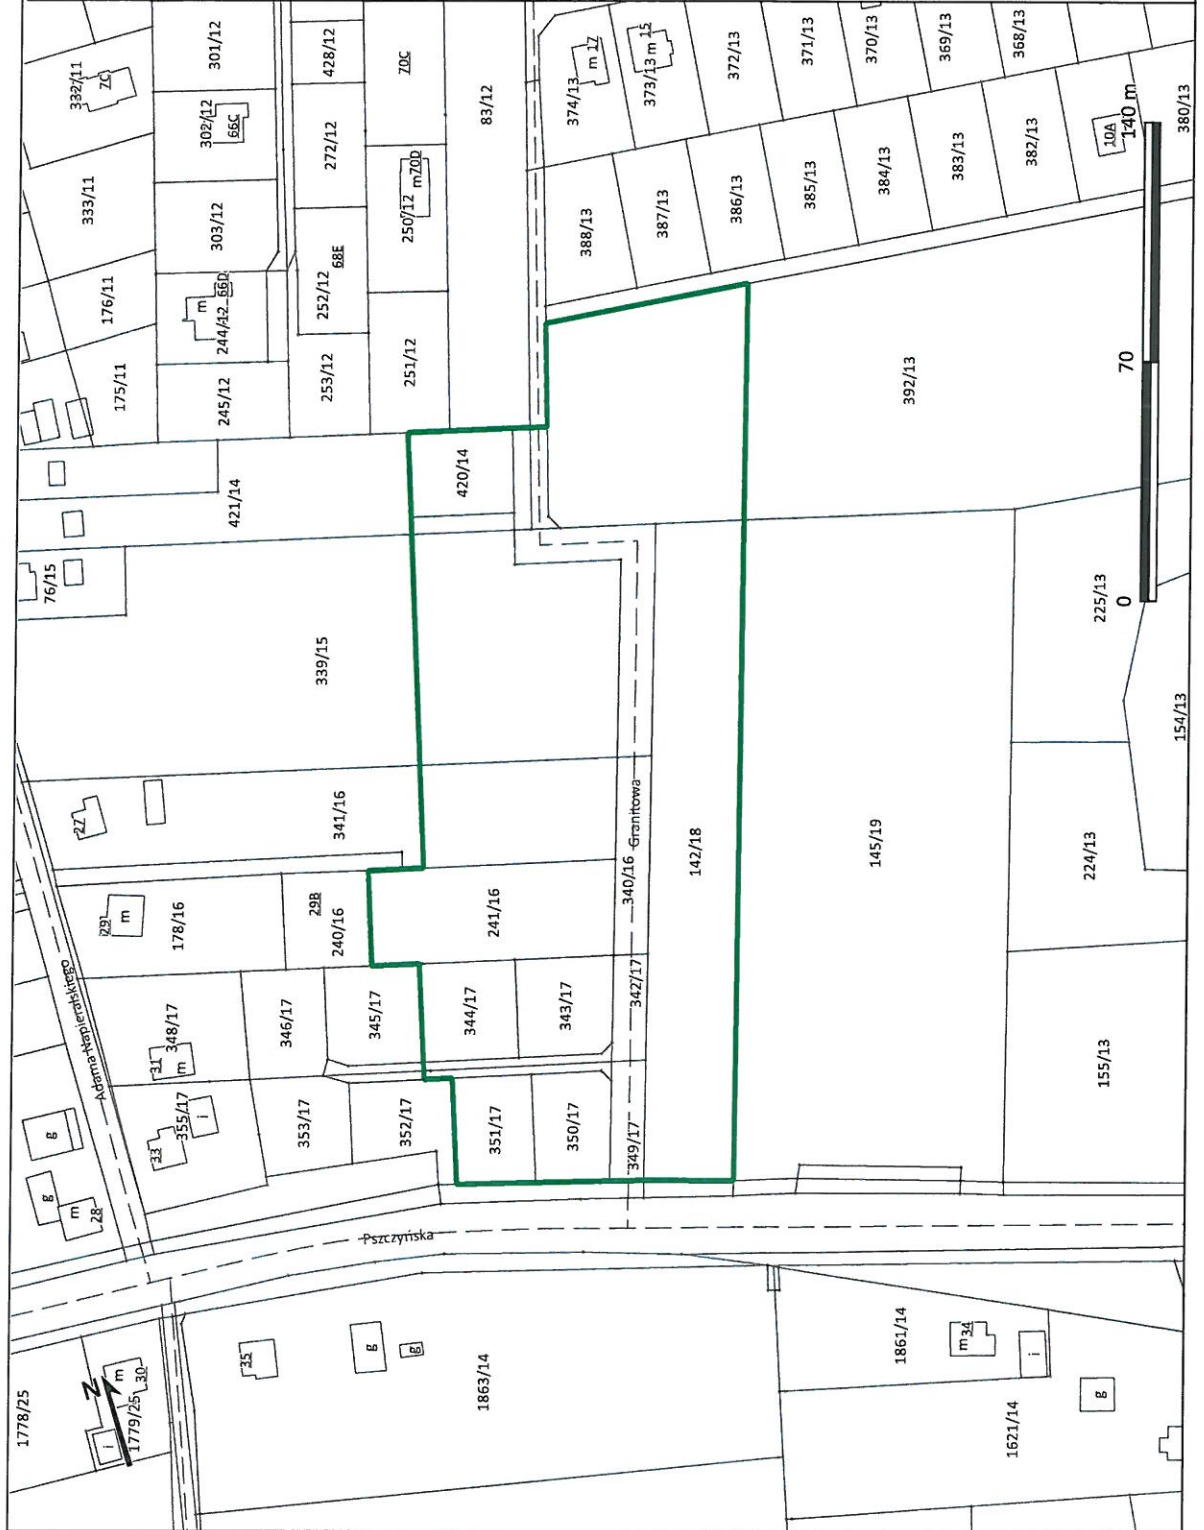 332/11
7C
301/12
428/12
70C
83/12
374/13
m 17
373/13
m 15
372/13
371/13
370/13
369/13
368/13
302/12
66C
272/12
333/11
303/12
250/12
m70D
388/13
387/13
386/13
385/13
384/13
383/13
382/13
10A
380/13
140 m
176/11
m
244/12
66D
252/12
68E
175/11
245/12
253/12
251/12
392/13
70
421/14
420/14
76/15
339/15
225/13
0
154/13
27
341/16
Granitowa
340/16
142/18
145/19
224/13
29
m
178/16
29B
240/16
241/16
Adama Napieralskiego
31
m
348/17
346/17
345/17
344/17
343/17
342/17
155/13
g
33
355/17
i
353/17
352/17
351/17
350/17
349/17
g
m
28
Pszczyńska
35
g
g
1863/14
1861/14
m34
i
g
1621/14
1778/25
N
m
30
1779/25
i